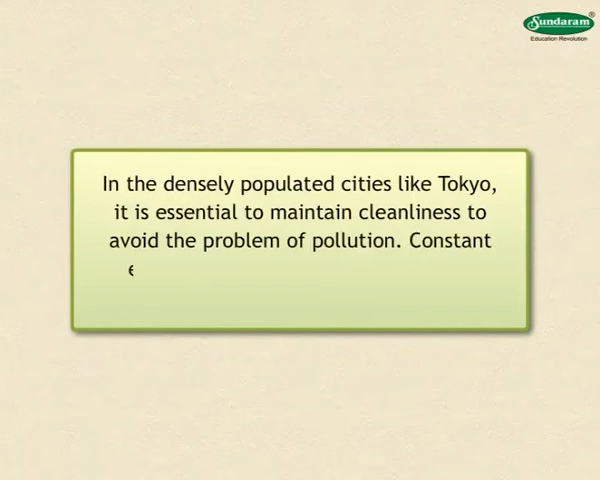 Sundaram®
Education Revolution
In the densely populated cities like Tokyo,
it is essential to maintain cleanliness to
avoid the problem of pollution. Constant